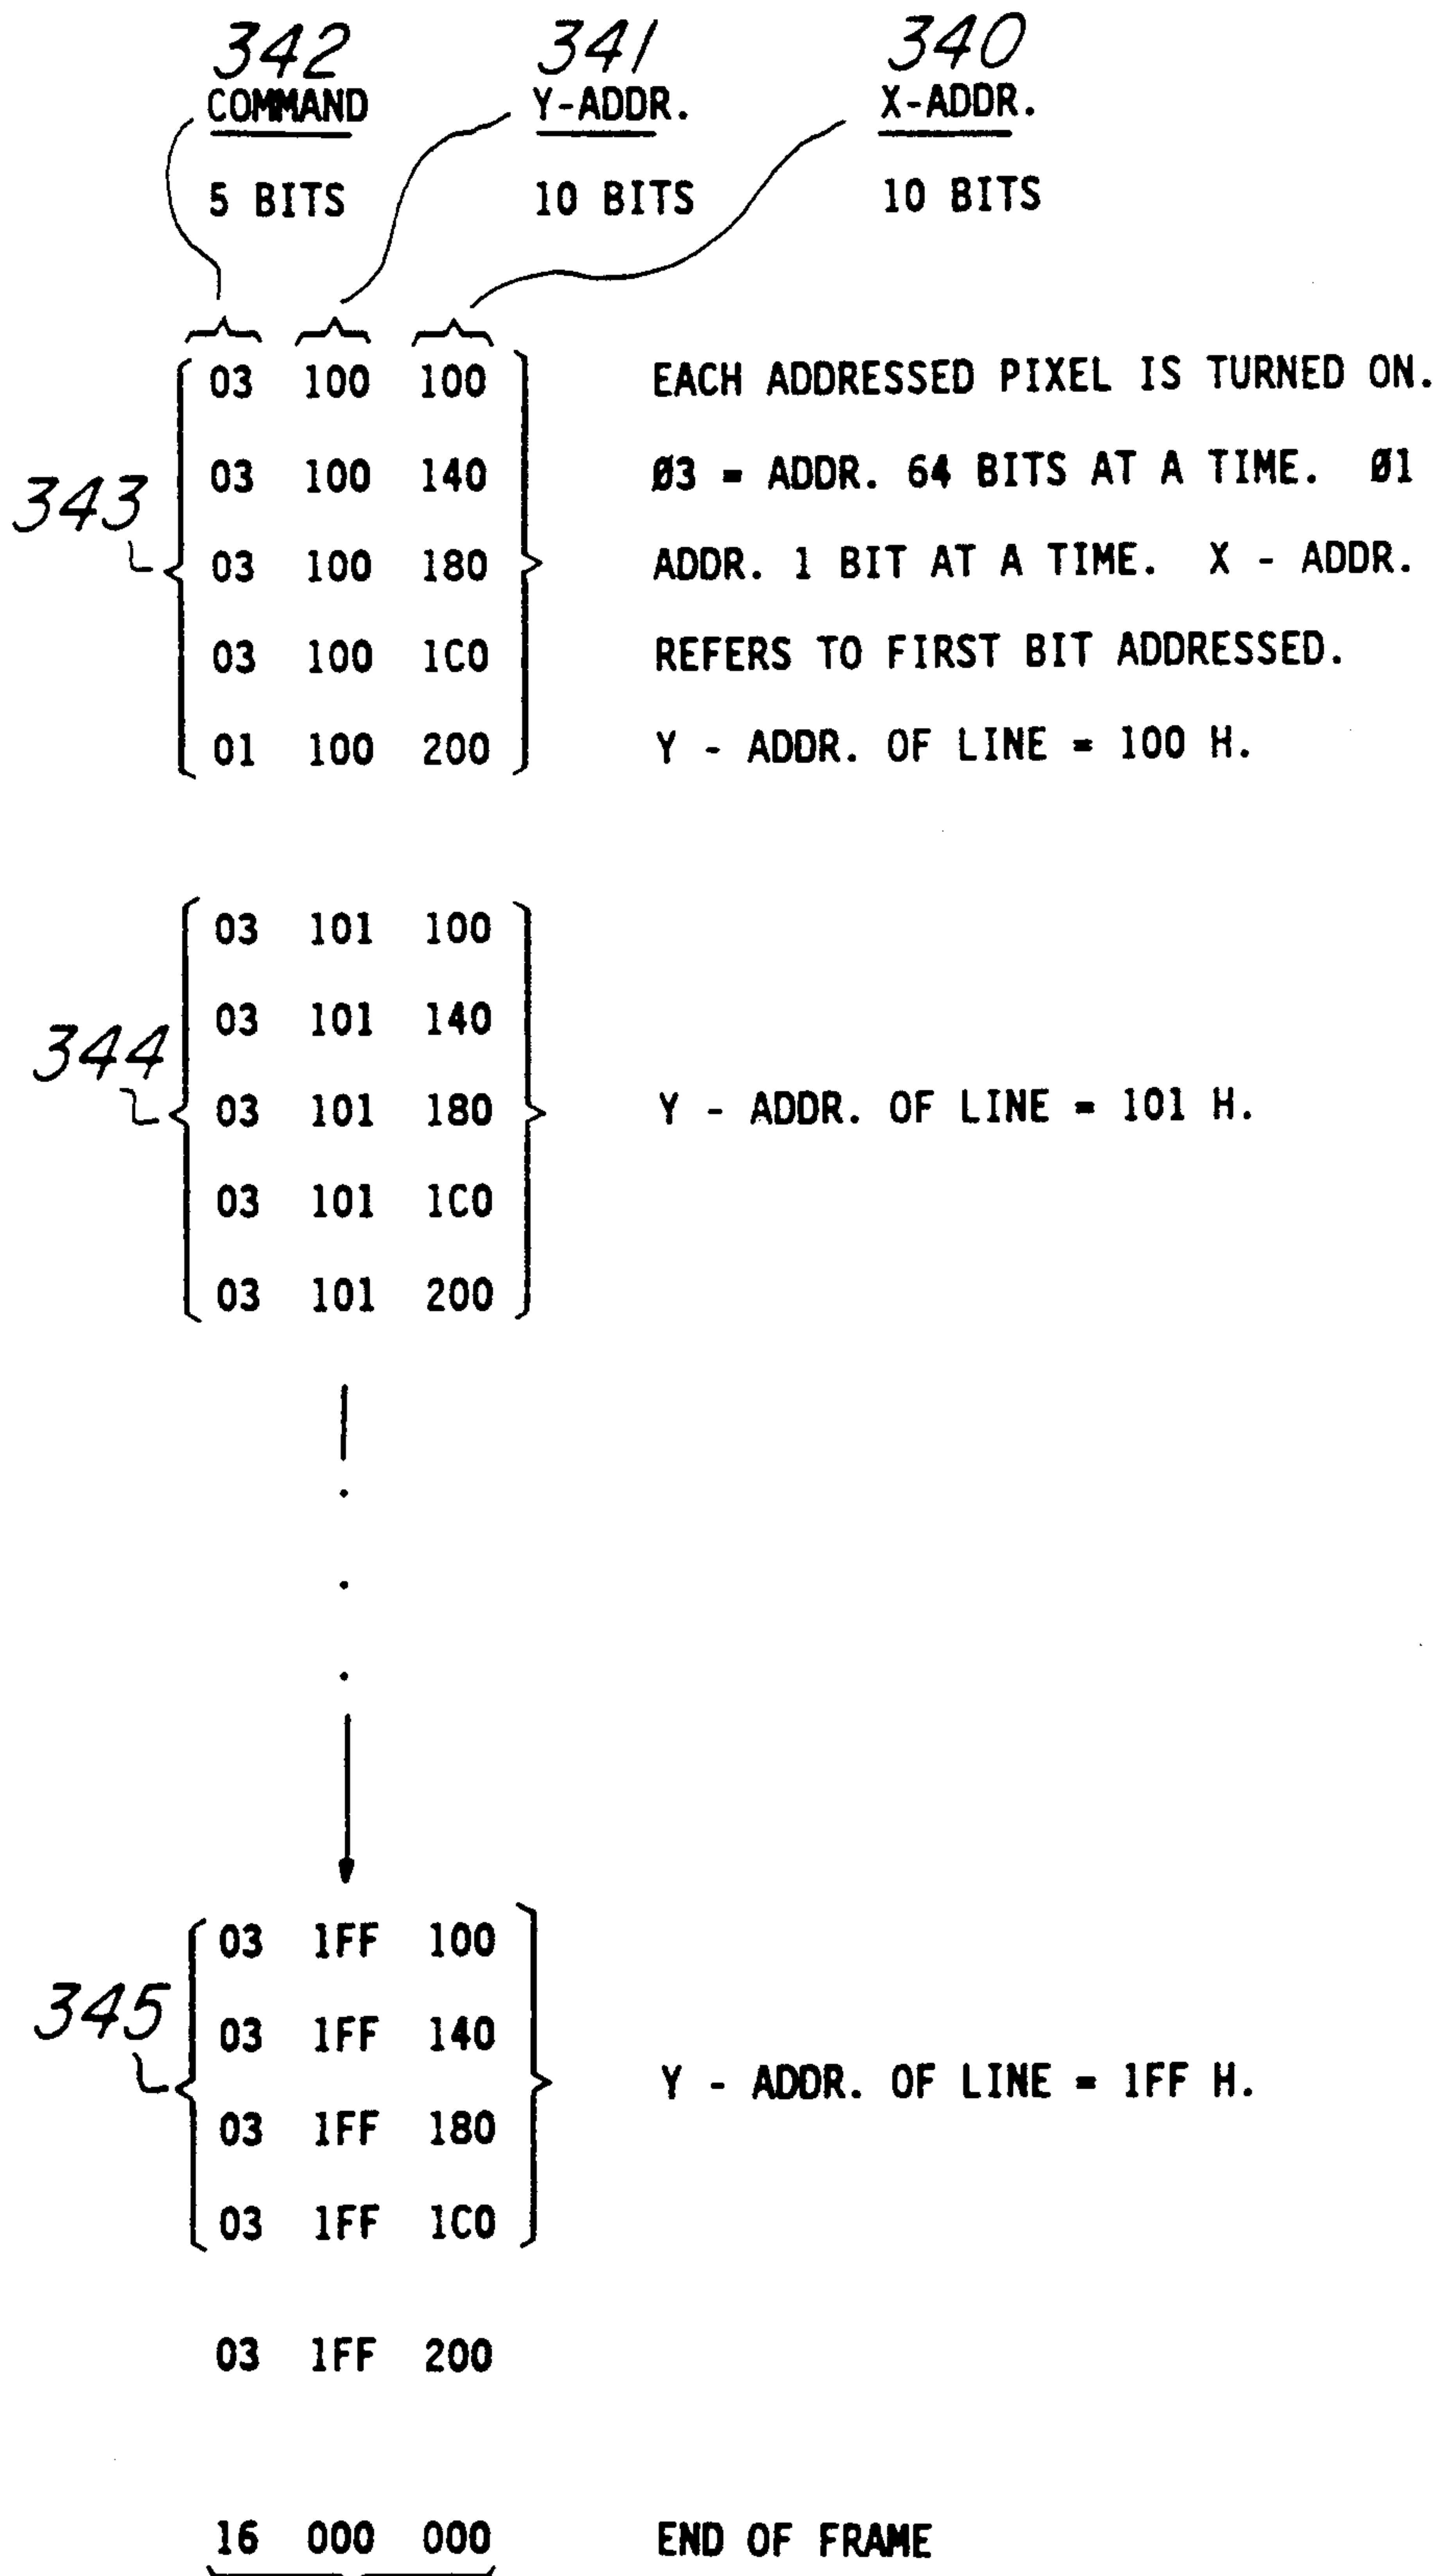 342 341 340
COMMAND Y-ADDR. X-ADDR.
5 BITS 10 BITS 10 BITS
03 100 100 EACH ADDRESSED PIXEL IS TURNED ON.
03 100 140 Ø3 = ADDR. 64 BITS AT A TIME. Ø1
343 03 100 180 ADDR. 1 BIT AT A TIME. X - ADDR.
03 100 1C0 REFERS TO FIRST BIT ADDRESSED.
01 100 200 Y - ADDR. OF LINE = 100 H.
03 101 100
03 101 140
344 03 101 180 Y - ADDR. OF LINE = 101 H.
03 101 1C0
03 101 200
03 1FF 100
345 03 1FF 140
Y - ADDR. OF LINE = 1FF H.
03 1FF 180
03 1FF 1C0
03 1FF 200
16 000 000 END OF FRAME